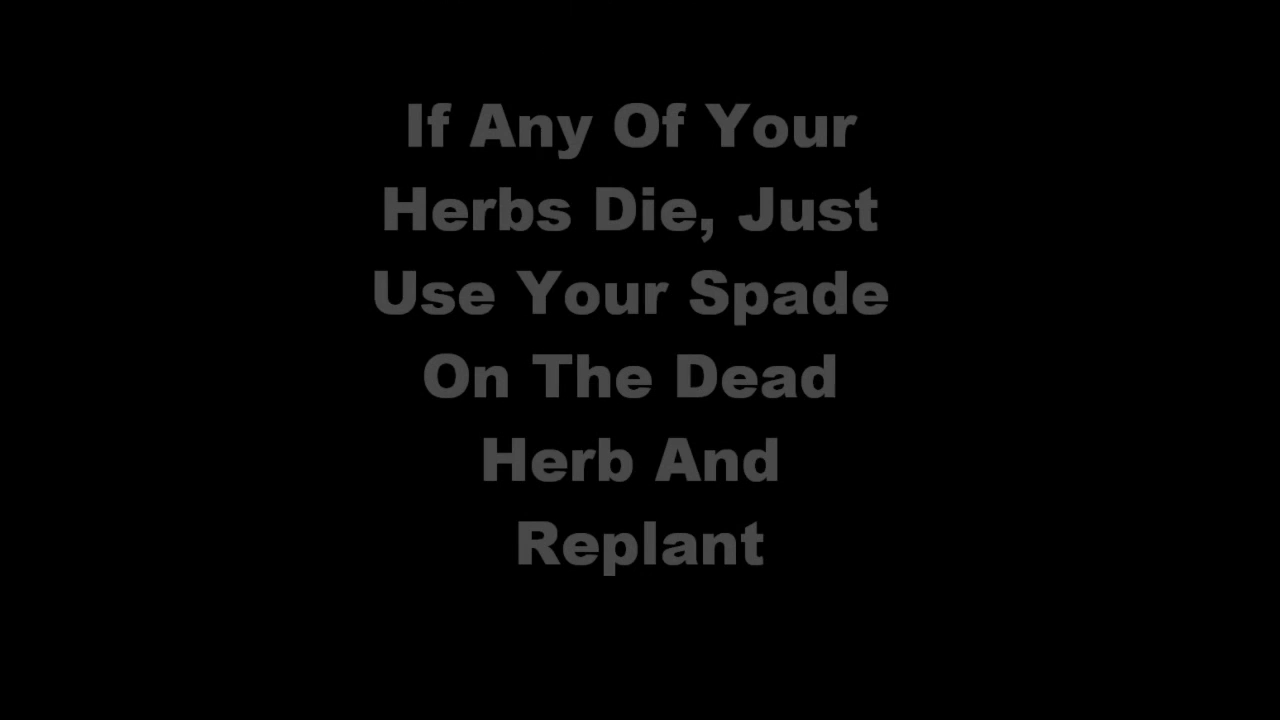 If Any Of Your
Herbs Die, Just
Use Your Spade
On The Dead
Herb And
Replant